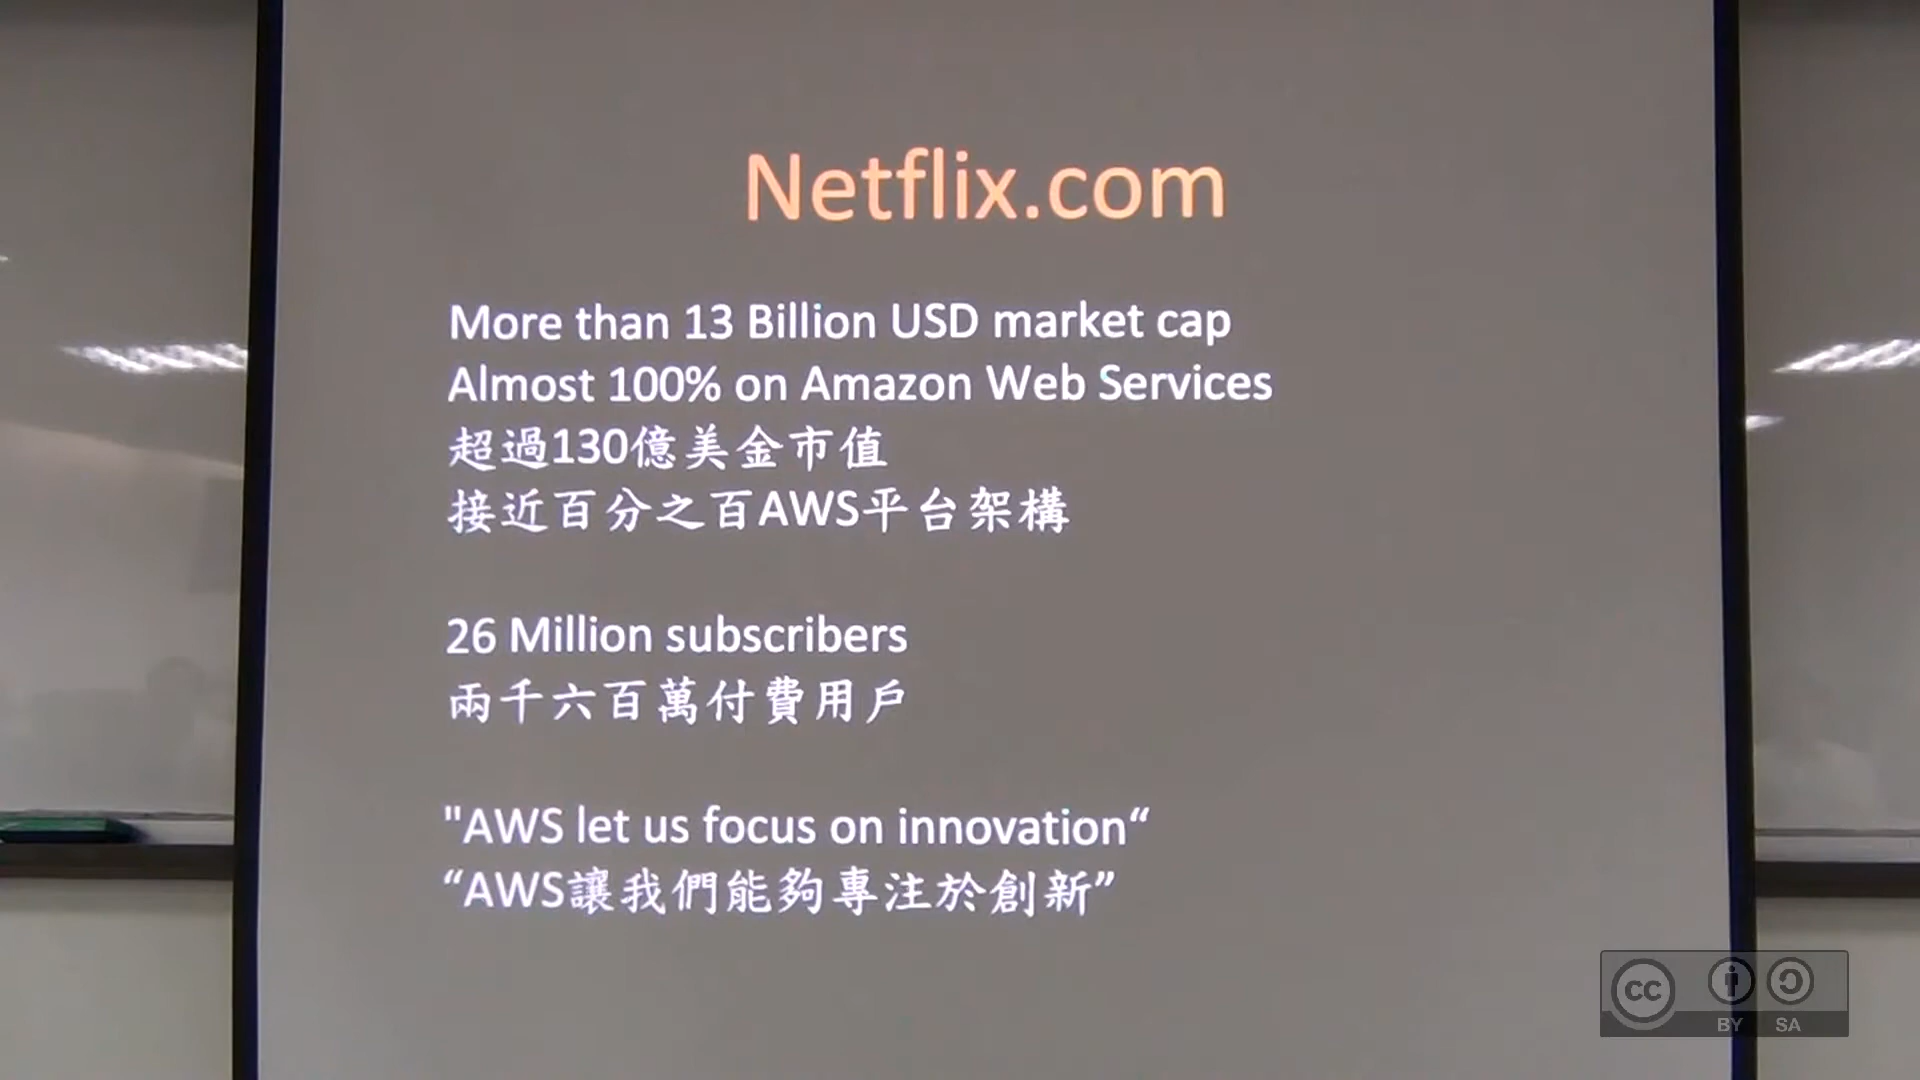 Netflix.com
More than 13 Billion USD market cap
Almost 100% on Amazon Web Services
超過130億美金市值
接近百分之百AWS平台架構
26 Million subscribers
兩千六百萬付費用戶
"AWS let us focus on innovation“
“AWS讓我們能夠專注於創新”
cc
BY SA